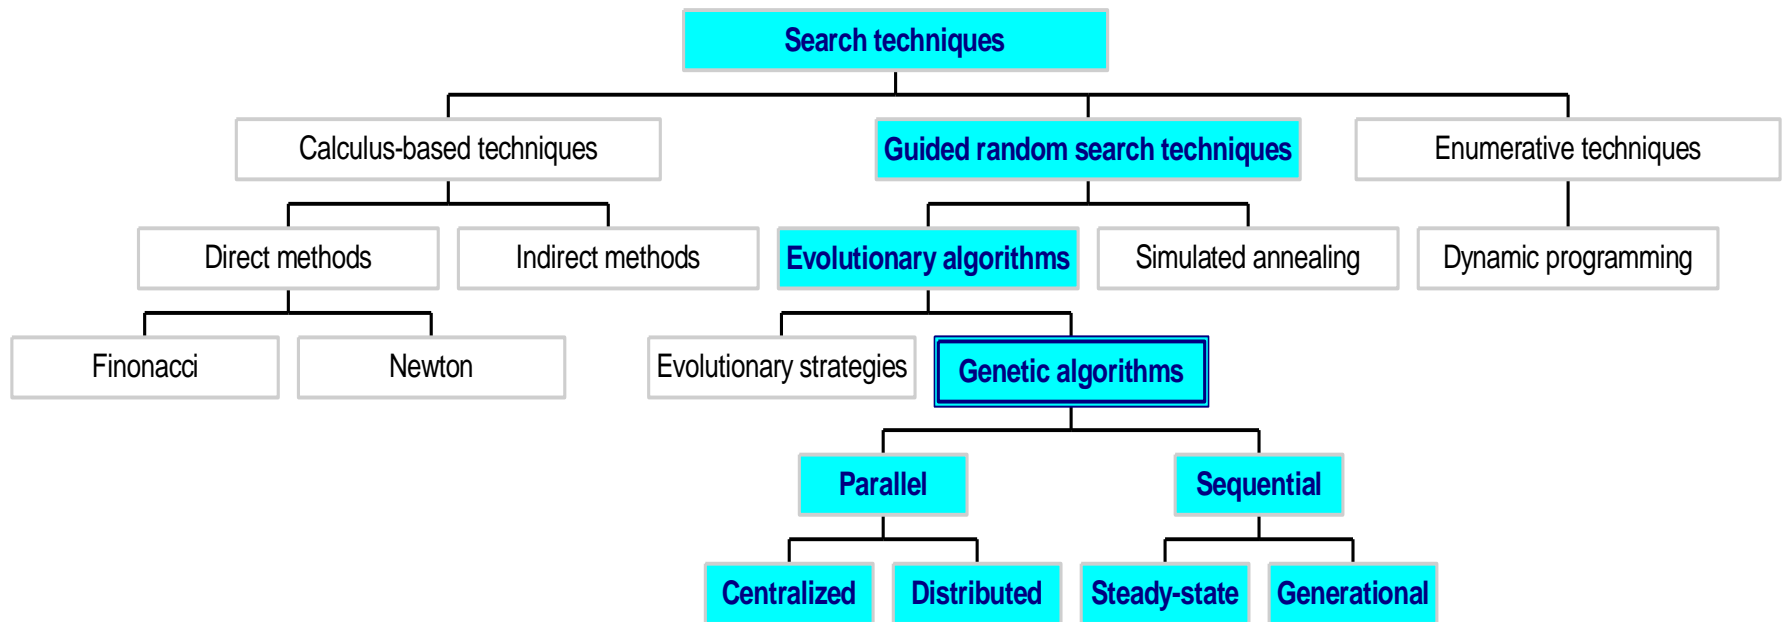 Search techniques
Calculus-based techniques
Guided random search techniques
Enumerative techniques
Direct methods
Indirect methods
Evolutionary algorithms
Simulated annealing
Dynamic programming
Finonacci
Newton
Evolutionary strategies
Genetic algorithms
Parallel
Sequential
Centralized
Distributed
Steady-state
Generational